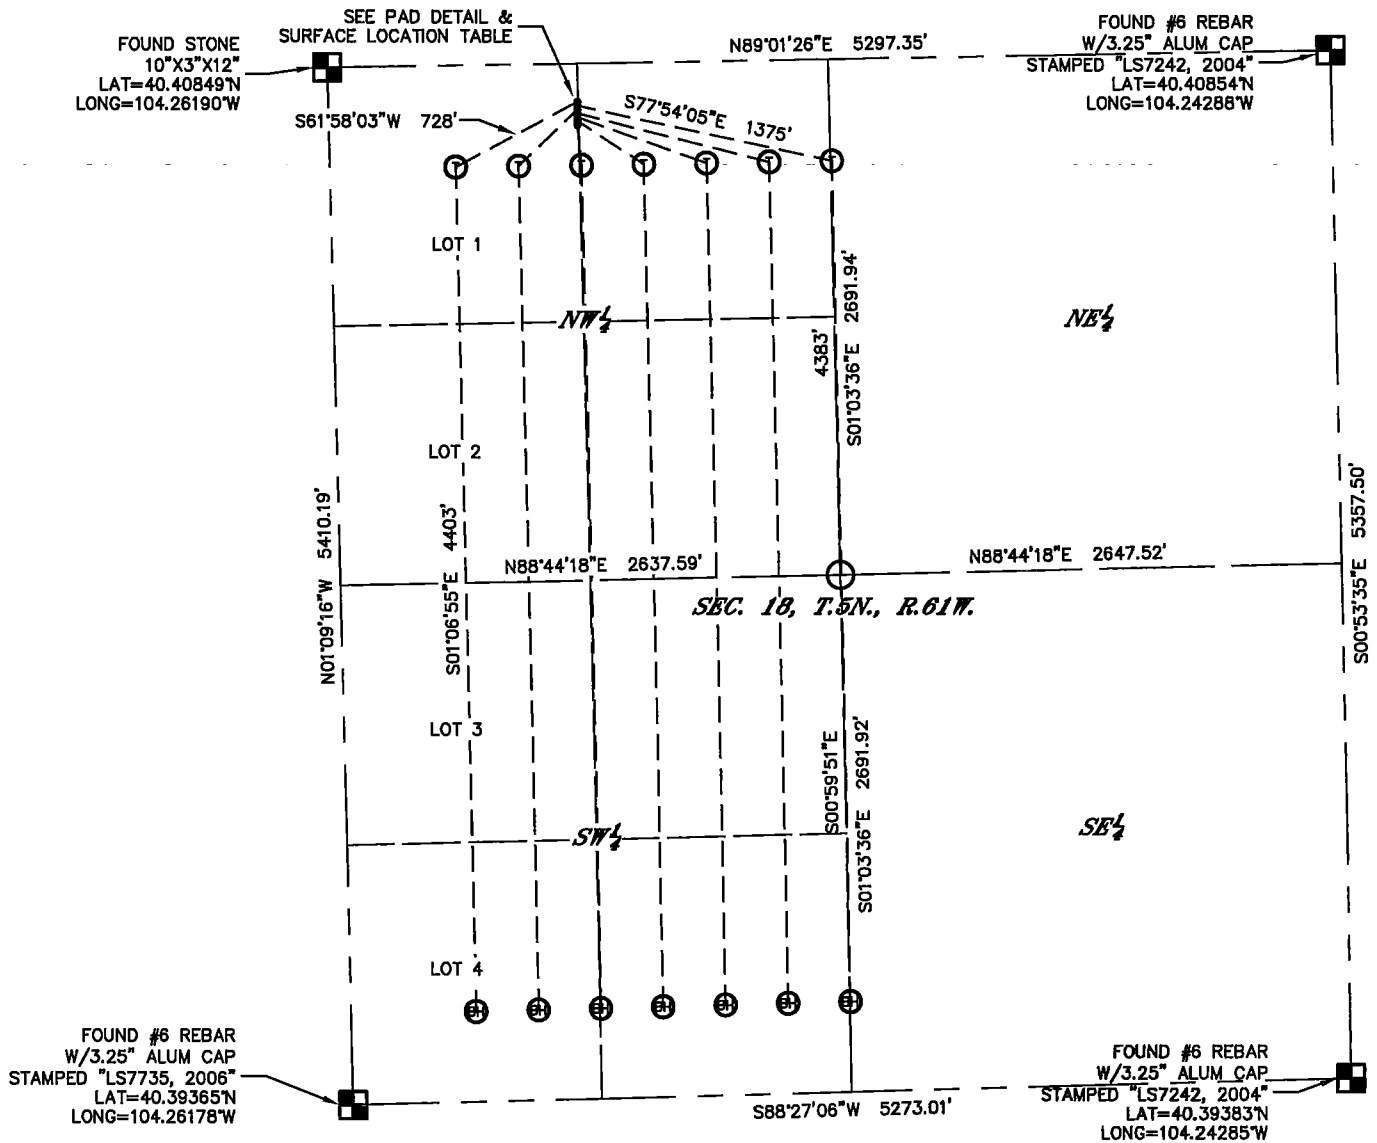 SEE PAD DETAIL &
SURFACE LOCATION TABLE
FOUND STONE
10"X3"X12"
LAT=40.40849°N
LONG=104.26190°W
N89°01'26"E 5297.35'
FOUND #6 REBAR
W/3.25" ALUM CAP
STAMPED "LS7242, 2004"
LAT=40.40854°N
LONG=104.24288°W
S61°58'03"W 728'
S77°54'05"E 1375'
T T T T T T T
LOT 1
NW¼
NE¼
2691.94'
S01°03'36"E
4383'
LOT 2
N01°09'16"W 5410.19'
S01°06'55"E 4403'
N88°44'18"E 2637.59'
N88°44'18"E 2647.52'
S00°53'35"E 5357.50'
SEC. 18, T.5N., R.61W.
LOT 3
S00°59'51"E 2691.92'
S01°03'36"E
SW¼
SE¼
LOT 4
BH BH BH BH BH BH BH
FOUND #6 REBAR
W/3.25" ALUM CAP
STAMPED "LS7735, 2006"
LAT=40.39365°N
LONG=104.26178°W
S88°27'06"W 5273.01'
FOUND #6 REBAR
W/3.25" ALUM CAP
STAMPED "LS7242, 2004"
LAT=40.39383°N
LONG=104.24285°W